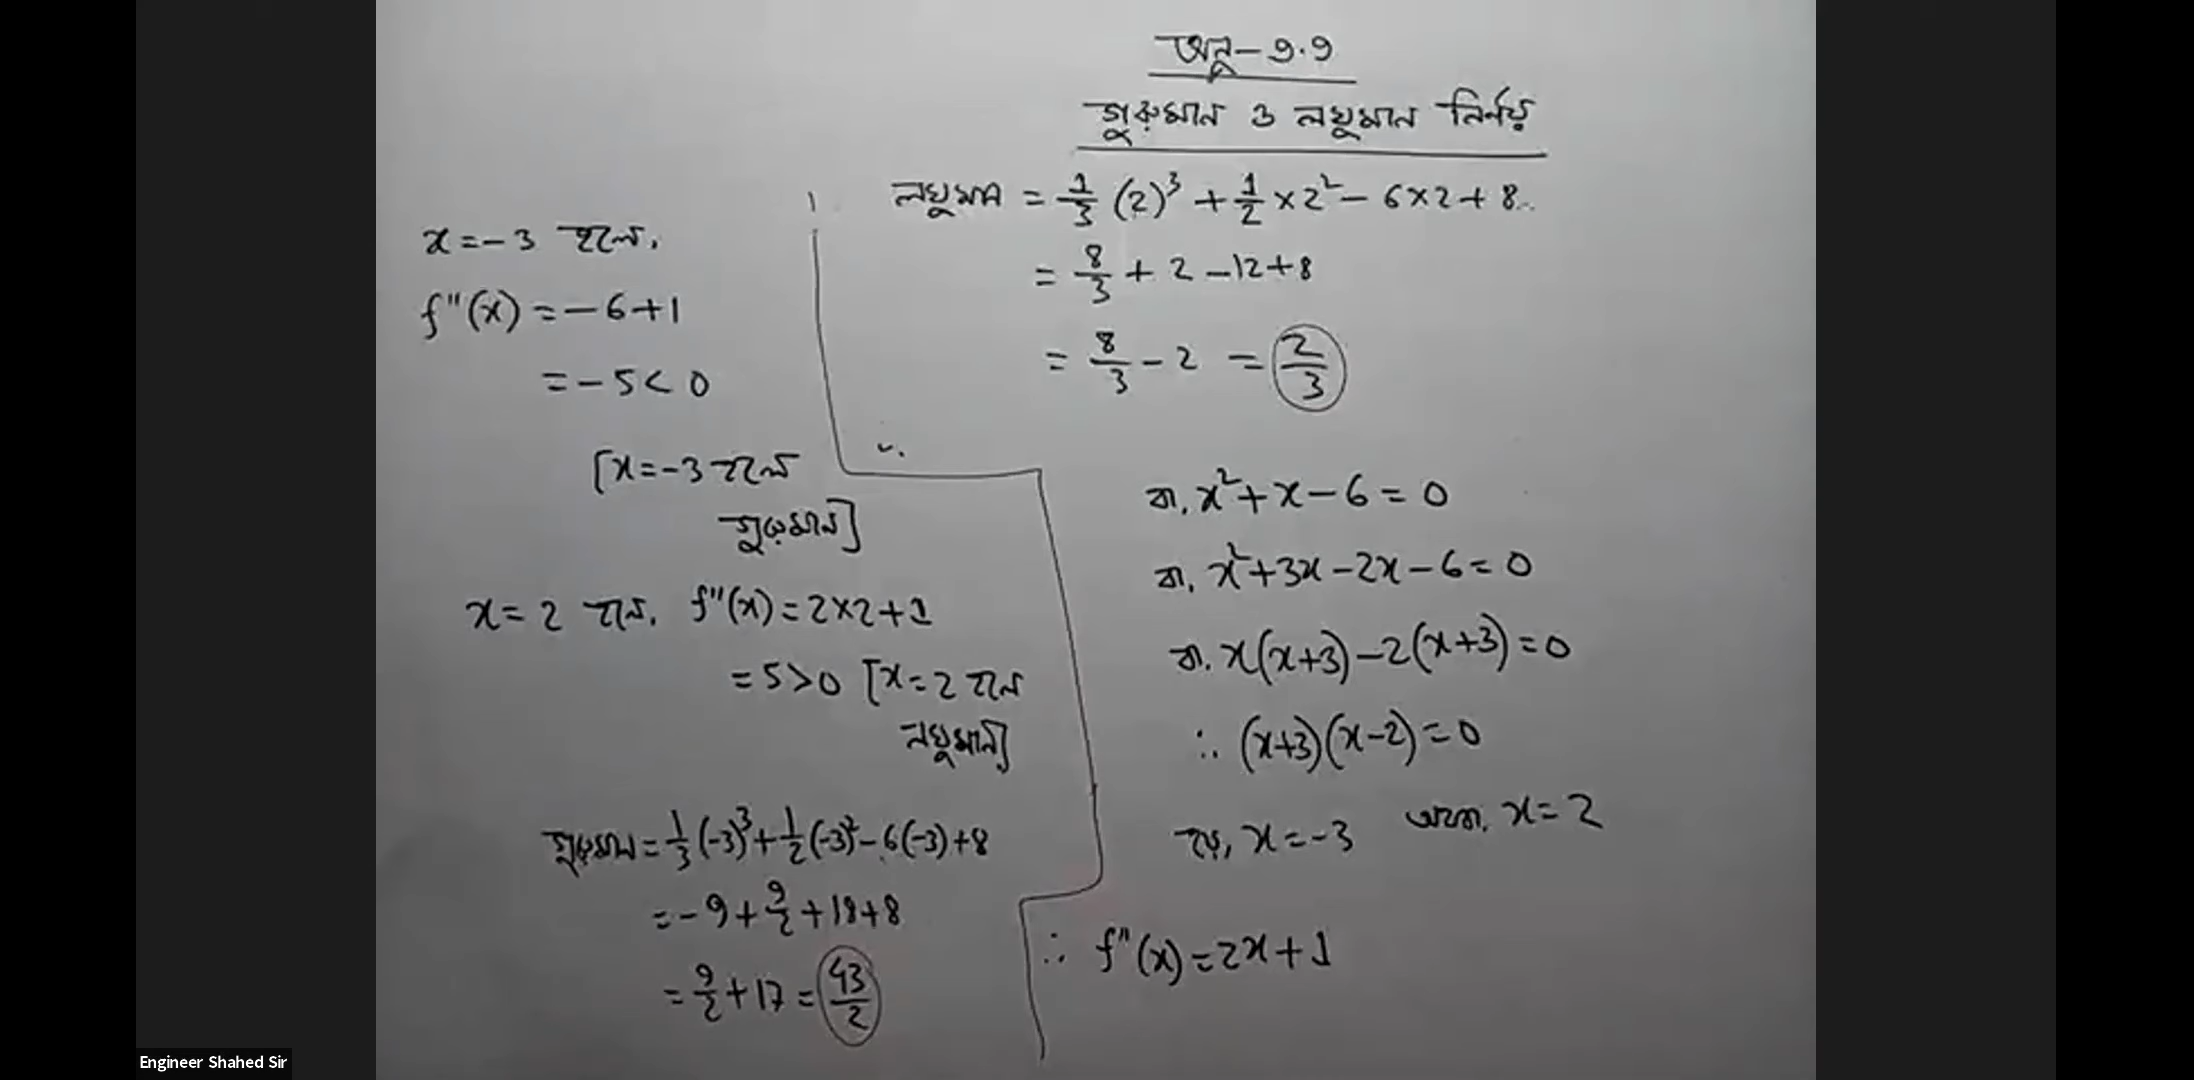 অনু-৯.৯
গুরুমান ও লঘুমান নির্ণয়
x = -3 হলে,
f''(x) = -6+1
= -5 < 0
[x = -3 হলে
গুরুমান]
x = 2 হলে, f''(x) = 2×2+1
= 5 > 0 [x = 2 হলে
লঘুমান]
গুরুমান = 1/3 (-3)³ + 1/2 (-3)² - 6(-3) + 8
= -9 + 9/2 + 18 + 8
= 9/2 + 17 = 43/2
লঘুমান = 1/3 (2)³ + 1/2 × 2² - 6×2 + 8
= 8/3 + 2 - 12 + 8
= 8/3 - 2 = 2/3
বা, x² + x - 6 = 0
বা, x² + 3x - 2x - 6 = 0
বা, x(x+3) - 2(x+3) = 0
∴ (x+3)(x-2) = 0
হয়, x = -3 অথবা, x = 2
∴ f''(x) = 2x + 1
Engineer Shahed Sir